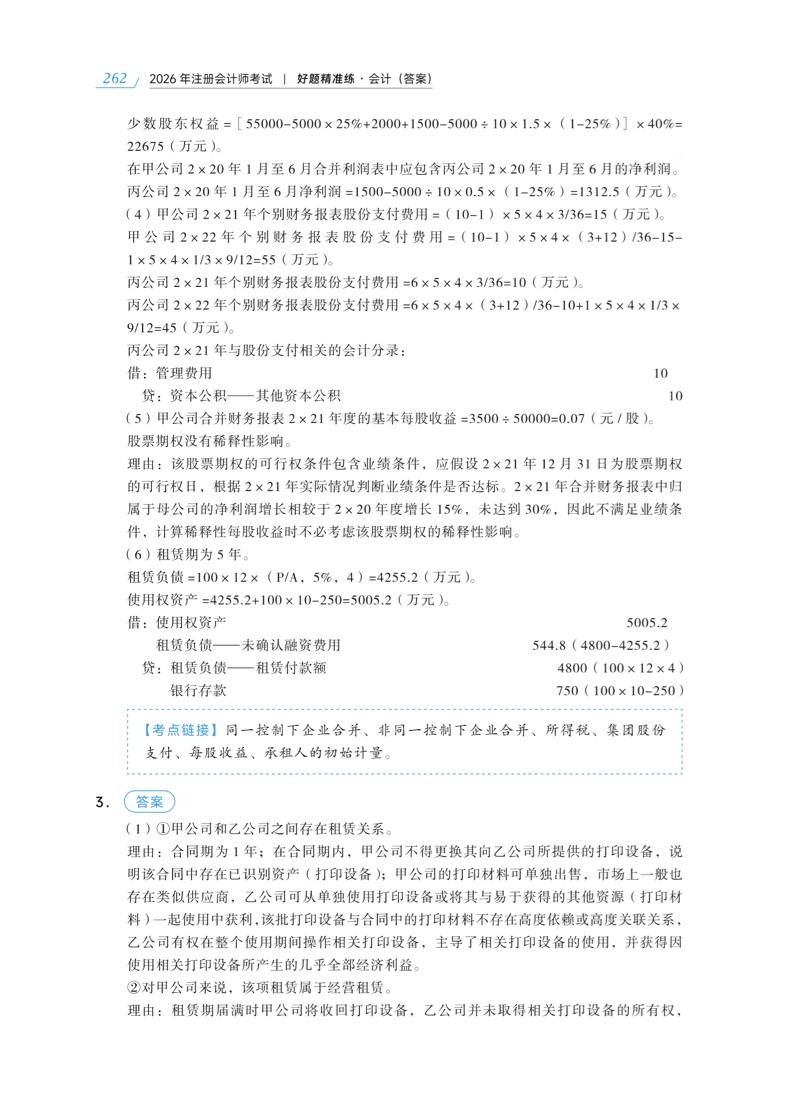 262 2026 年注册会计师考试 | 好题精准练·会计（答案）
少数股东权益 =［55000-5000×25%+2000+1500-5000÷10×1.5×（1-25%）］×40%=
22675（万元）。
在甲公司 2×20 年 1 月至 6 月合并利润表中应包含丙公司 2×20 年 1 月至 6 月的净利润。
丙公司 2×20 年 1 月至 6 月净利润 =1500-5000÷10×0.5×（1-25%）=1312.5（万元）。
（4）甲公司 2×21 年个别财务报表股份支付费用 =（10-1）×5×4×3/36=15（万元）。
甲公司 2×22 年个别财务报表股份支付费用 =（10-1）×5×4×（3+12）/36-15-
1×5×4×1/3×9/12=55（万元）。
丙公司 2×21 年个别财务报表股份支付费用 =6×5×4×3/36=10（万元）。
丙公司 2×22 年个别财务报表股份支付费用 =6×5×4×（3+12）/36-10+1×5×4×1/3×
9/12=45（万元）。
丙公司 2×21 年与股份支付相关的会计分录：
借：管理费用 10
贷：资本公积——其他资本公积 10
（5）甲公司合并财务报表 2×21 年度的基本每股收益 =3500÷50000=0.07（元 / 股）。
股票期权没有稀释性影响。
理由：该股票期权的可行权条件包含业绩条件，应假设 2×21 年 12 月 31 日为股票期权
的可行权日，根据 2×21 年实际情况判断业绩条件是否达标。2×21 年合并财务报表中归
属于母公司的净利润增长相较于 2×20 年度增长 15%，未达到 30%，因此不满足业绩条
件，计算稀释性每股收益时不必考虑该股票期权的稀释性影响。
（6）租赁期为 5 年。
租赁负债 =100×12×（P/A，5%，4）=4255.2（万元）。
使用权资产 =4255.2+100×10-250=5005.2（万元）。
借：使用权资产 5005.2
租赁负债——未确认融资费用 544.8（4800-4255.2）
贷：租赁负债——租赁付款额 4800（100×12×4）
银行存款 750（100×10-250）
【考点链接】同一控制下企业合并、非同一控制下企业合并、所得税、集团股份
支付、每股收益、承租人的初始计量。
3. 答案
（1）①甲公司和乙公司之间存在租赁关系。
理由：合同期为 1 年；在合同期内，甲公司不得更换其向乙公司所提供的打印设备，说
明该合同中存在已识别资产（打印设备）；甲公司的打印材料可单独出售，市场上一般也
存在类似供应商，乙公司可从单独使用打印设备或将其与易于获得的其他资源（打印材
料）一起使用中获利，该批打印设备与合同中的打印材料不存在高度依赖或高度关联关系，
乙公司有权在整个使用期间操作相关打印设备，主导了相关打印设备的使用，并获得因
使用相关打印设备所产生的几乎全部经济利益。
②对甲公司来说，该项租赁属于经营租赁。
理由：租赁期届满时甲公司将收回打印设备，乙公司并未取得相关打印设备的所有权，